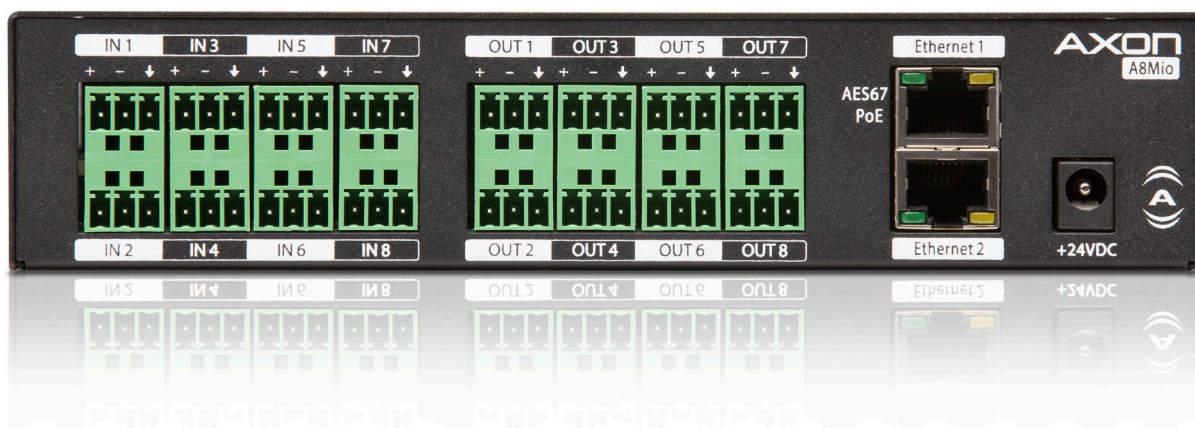 IN 1 IN 3 IN 5 IN 7 OUT 1 OUT 3 OUT 5 OUT 7 Ethernet 1 AXON
A8Mio
+ - + - + - + - + - + - + - + -
AES67
PoE
A
IN 2 IN 4 IN 6 IN 8 OUT 2 OUT 4 OUT 6 OUT 8 Ethernet 2 +24VDC